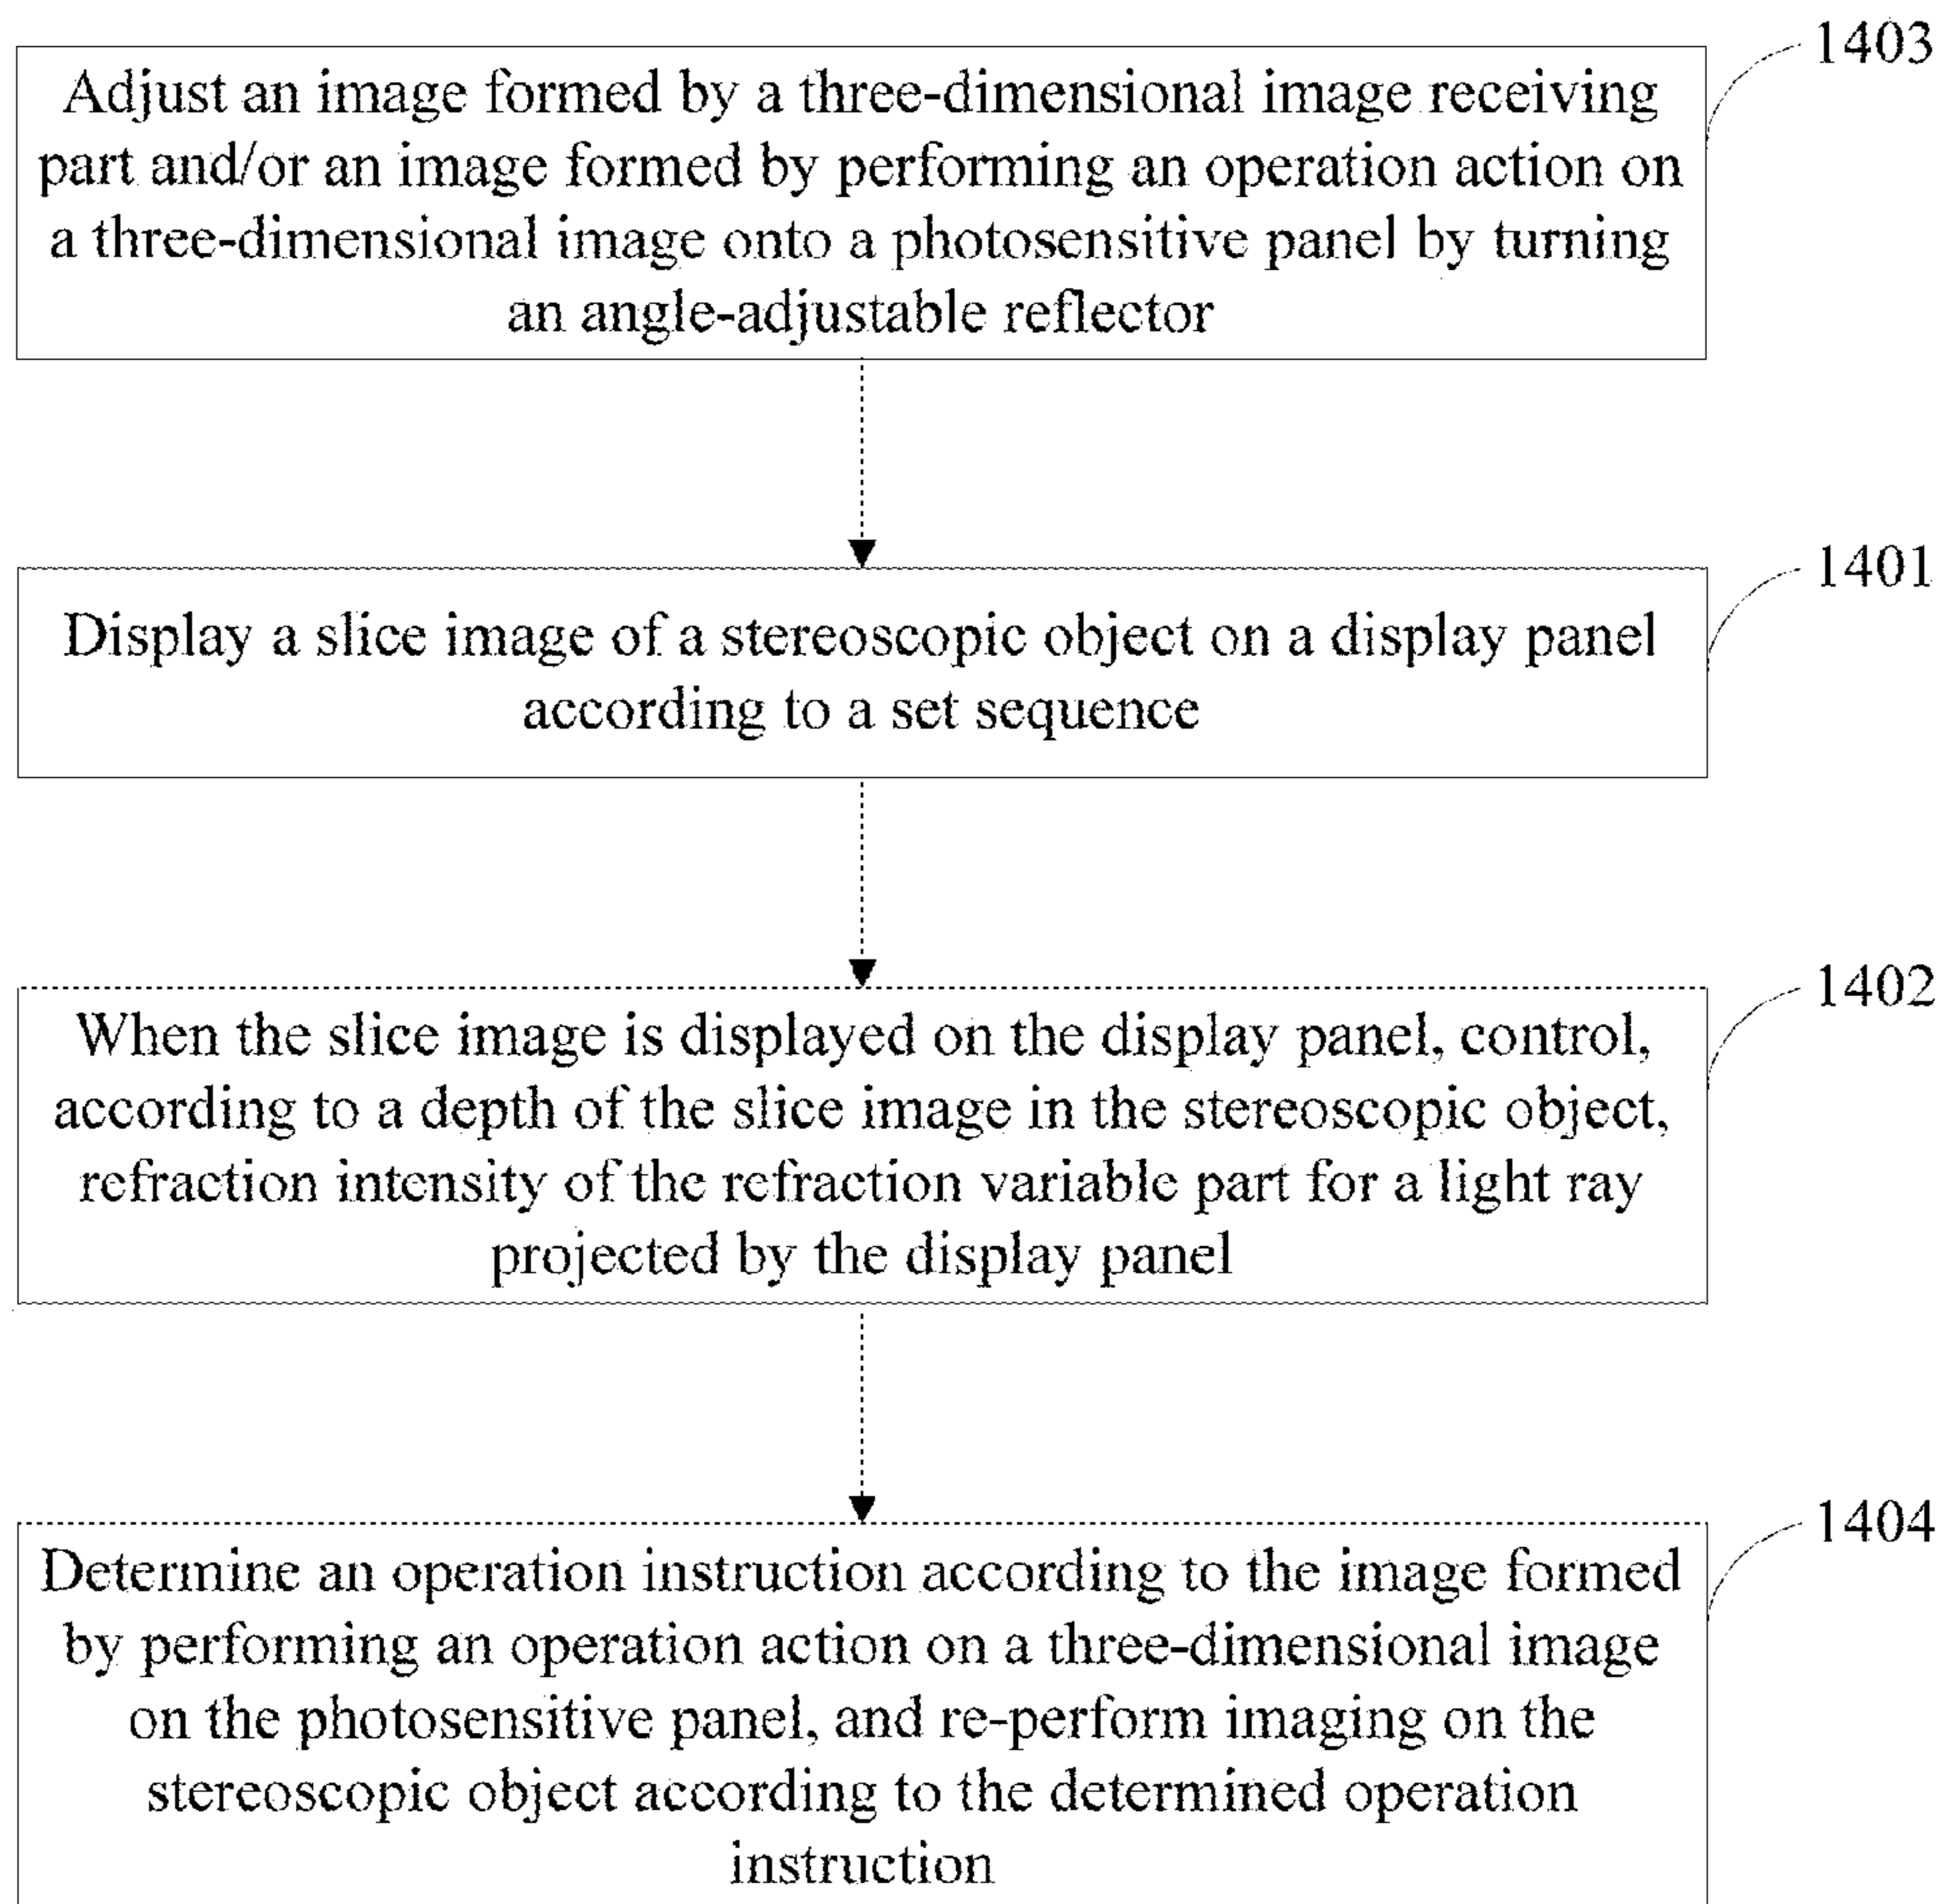 1403
Adjust an image formed by a three-dimensional image receiving
part and/or an image formed by performing an operation action on
a three-dimensional image onto a photosensitive panel by turning
an angle-adjustable reflector
1401
Display a slice image of a stereoscopic object on a display panel
according to a set sequence
1402
When the slice image is displayed on the display panel, control,
according to a depth of the slice image in the stereoscopic object,
refraction intensity of the refraction variable part for a light ray
projected by the display panel
1404
Determine an operation instruction according to the image formed
by performing an operation action on a three-dimensional image
on the photosensitive panel, and re-perform imaging on the
stereoscopic object according to the determined operation
instruction